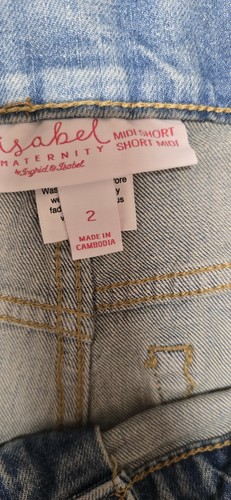 isabel
MATERNITY
by Ingrid & Isabel
MIDI SHORT
SHORT MIDI
2
MADE IN
CAMBODIA